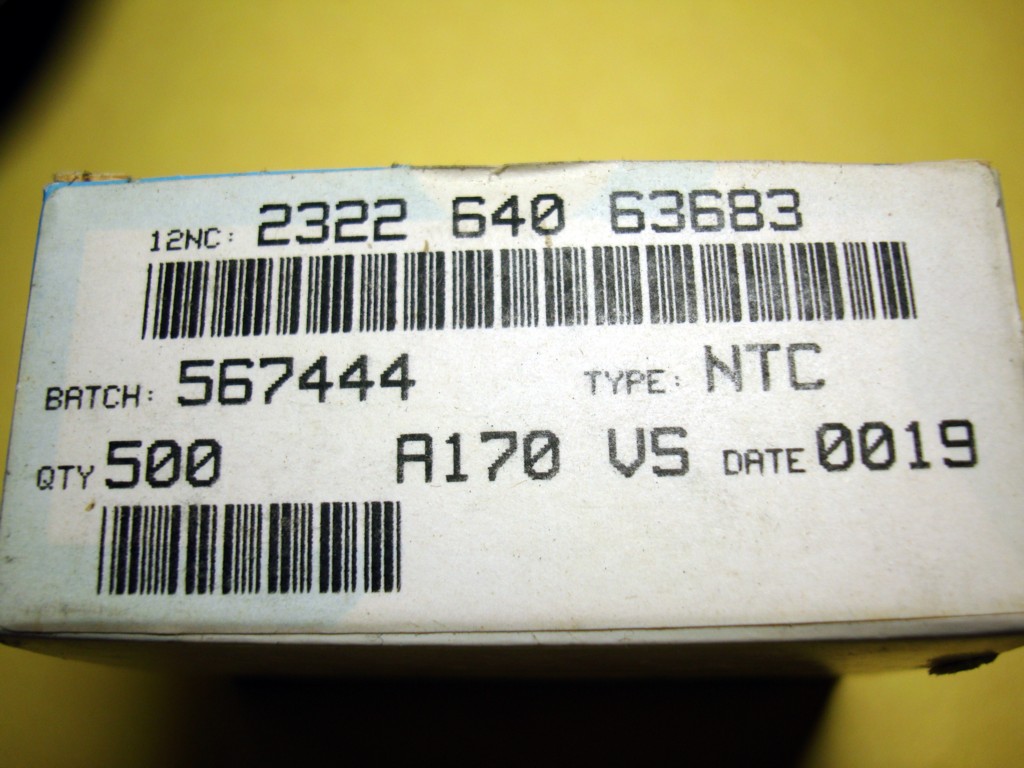 12NC: 2322 640 63683
BATCH: 567444 TYPE: NTC
QTY 500 A170 VS DATE 0019